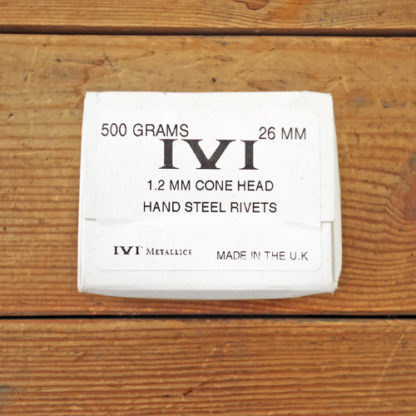 500 GRAMS 26 MM
IVI
1.2 MM CONE HEAD
HAND STEEL RIVETS
IVI METALLICS MADE IN THE U.K